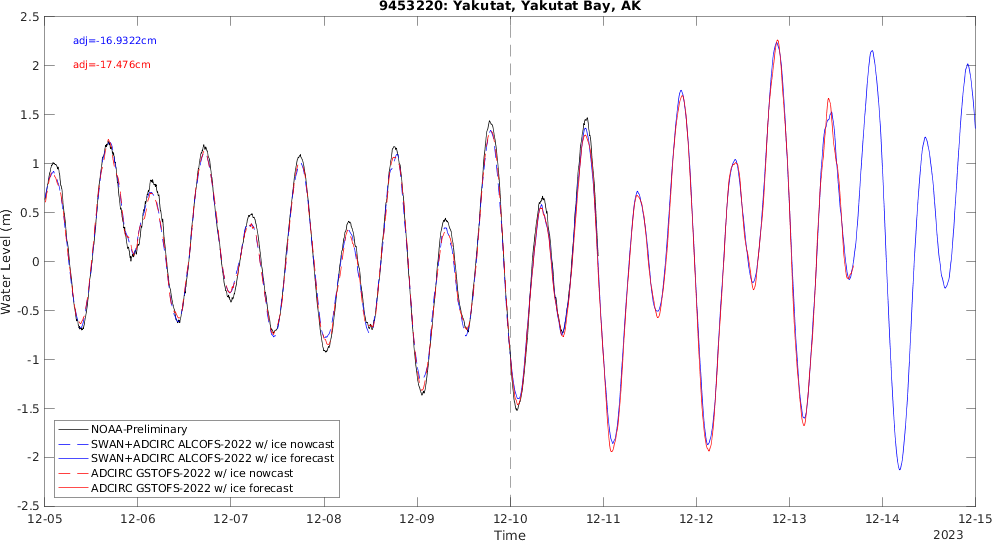 9453220: Yakutat, Yakutat Bay, AK
adj=-16.9322cm
adj=-17.476cm
2.5
2
1.5
1
0.5
0
-0.5
-1
-1.5
-2
-2.5
Water Level (m)
NOAA-Preliminary
SWAN+ADCIRC ALCOFS-2022 w/ ice nowcast
SWAN+ADCIRC ALCOFS-2022 w/ ice forecast
ADCIRC GSTOFS-2022 w/ ice nowcast
ADCIRC GSTOFS-2022 w/ ice forecast
12-05 12-06 12-07 12-08 12-09 12-10 12-11 12-12 12-13 12-14 12-15
Time
2023